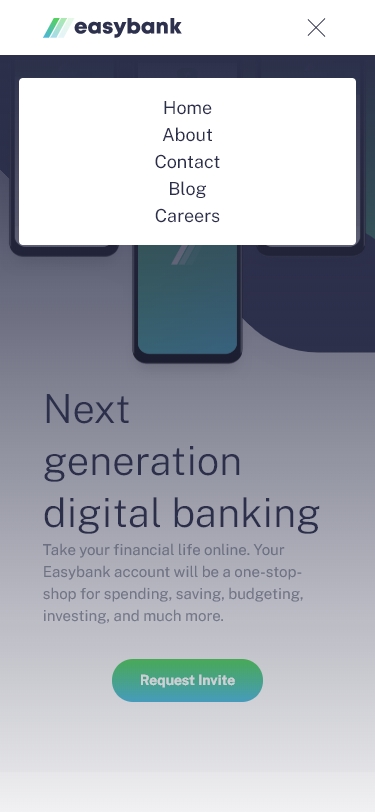 easybank
Home
About
Contact
Blog
Careers
Next
generation
digital banking
Take your financial life online. Your
Easybank account will be a one-stop-
shop for spending, saving, budgeting,
investing, and much more.
Request Invite